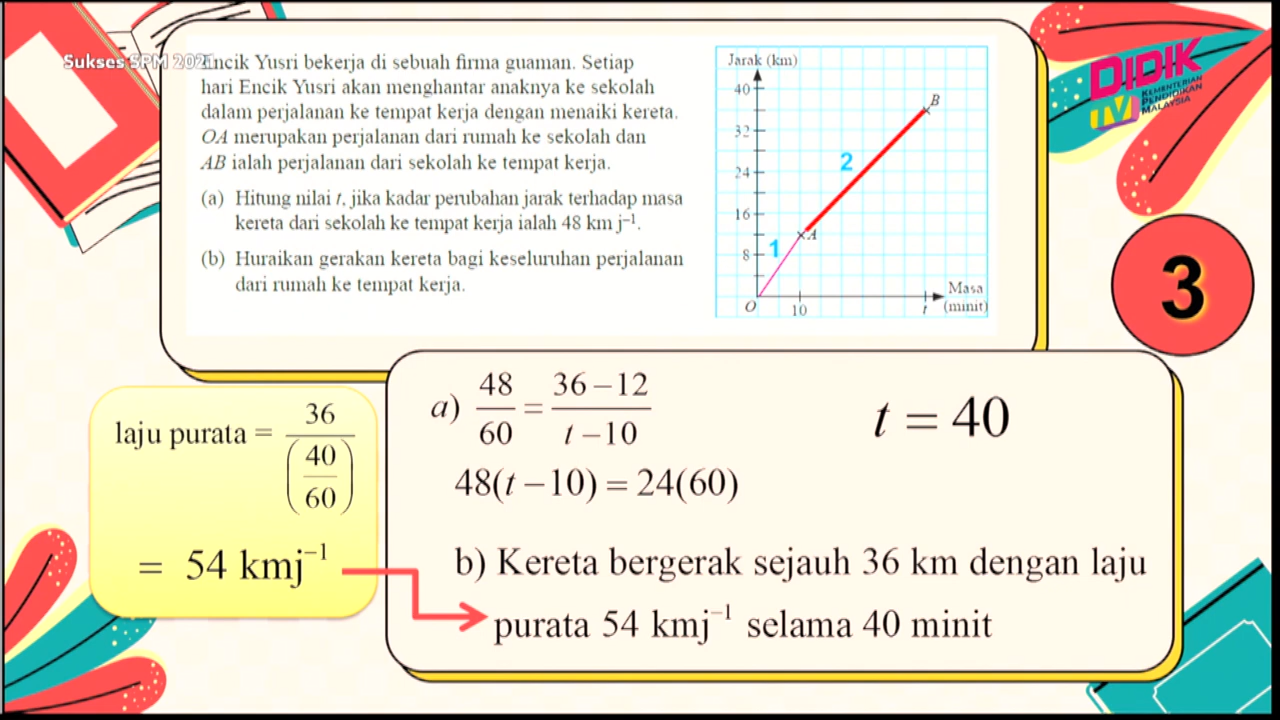 Sukses SPM 202
Encik Yusri bekerja di sebuah firma guaman. Setiap
hari Encik Yusri akan menghantar anaknya ke sekolah
dalam perjalanan ke tempat kerja dengan menaiki kereta.
OA merupakan perjalanan dari rumah ke sekolah dan
AB ialah perjalanan dari sekolah ke tempat kerja.
(a) Hitung nilai t, jika kadar perubahan jarak terhadap masa
kereta dari sekolah ke tempat kerja ialah 48 km j⁻¹.
(b) Huraikan gerakan kereta bagi keseluruhan perjalanan
dari rumah ke tempat kerja.
Jarak (km)
40
32
24
16
8
O
10
t
Masa
(minit)
A
B
1
2
DIDIK
TV
KEMENTERIAN
PENDIDIKAN
MALAYSIA
3
laju purata = 36 / (40/60)
= 54 kmj⁻¹
a) 48/60 = (36 – 12)/(t – 10)
48(t – 10) = 24(60)
t = 40
b) Kereta bergerak sejauh 36 km dengan laju
purata 54 kmj⁻¹ selama 40 minit